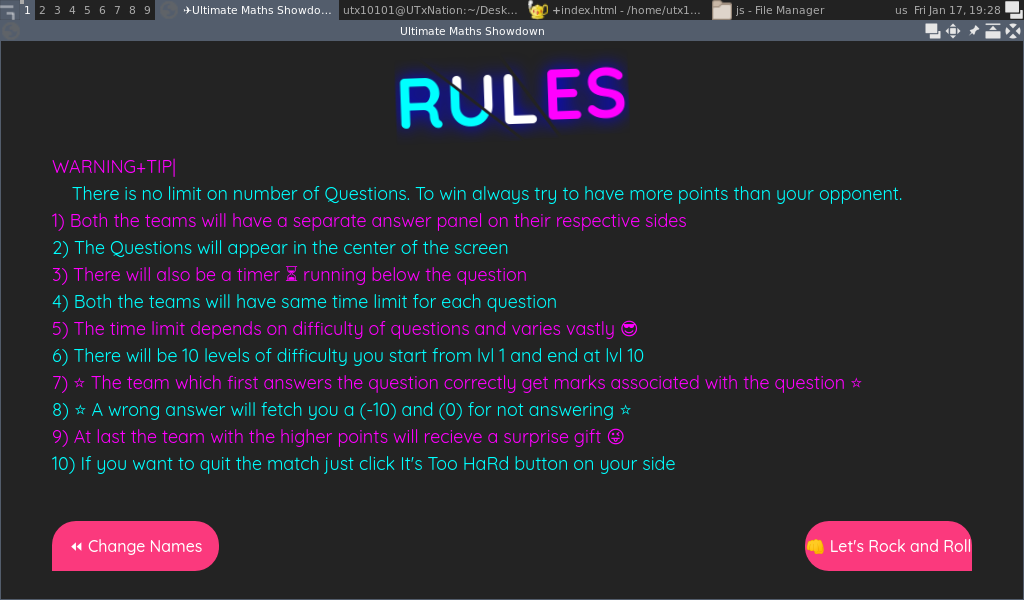 1 2 3 4 5 6 7 8 9 ✈Ultimate Maths Showdo... utx10101@UTxNation:~/Desk... +index.html - /home/utx1... js - File Manager us Fri Jan 17, 19:28
Ultimate Maths Showdown
RULES
WARNING+TIP|
There is no limit on number of Questions. To win always try to have more points than your opponent.
1) Both the teams will have a separate answer panel on their respective sides
2) The Questions will appear in the center of the screen
3) There will also be a timer ⏳ running below the question
4) Both the teams will have same time limit for each question
5) The time limit depends on difficulty of questions and varies vastly 😎
6) There will be 10 levels of difficulty you start from lvl 1 and end at lvl 10
7) ⭐ The team which first answers the question correctly get marks associated with the question ⭐
8) ⭐ A wrong answer will fetch you a (-10) and (0) for not answering ⭐
9) At last the team with the higher points will recieve a surprise gift 😜
10) If you want to quit the match just click It's Too HaRd button on your side
⏪ Change Names
👊 Let's Rock and Roll